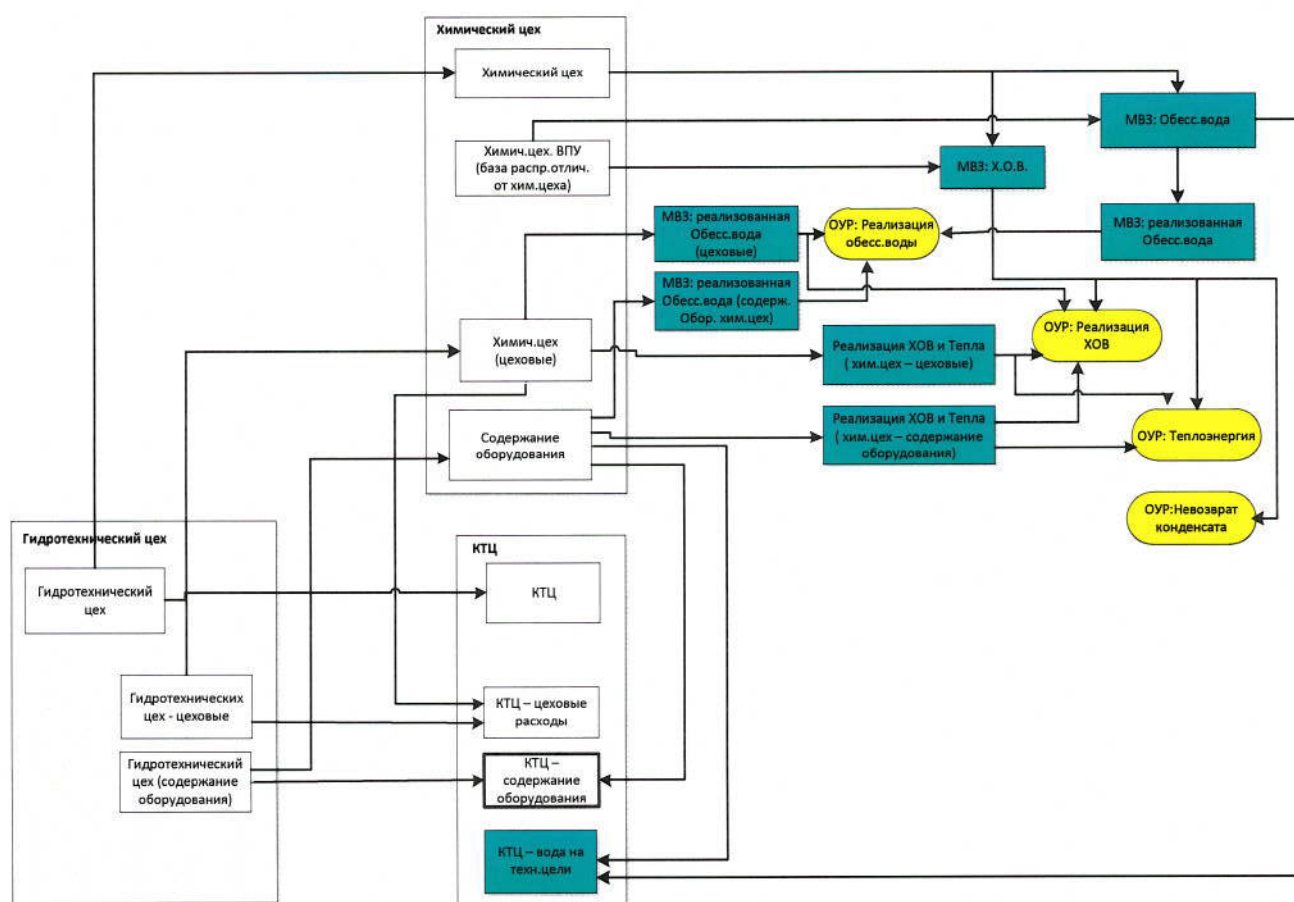 Химический цех
Химический цех
МВЗ: Обесс.вода
Химич.цех. ВПУ
(база распр.отлич.
от хим.цеха)
МВЗ: Х.О.В.
МВЗ: реализованная
Обесс.вода
(цеховые)
ОУР: Реализация
обесс.воды
МВЗ: реализованная
Обесс.вода
МВЗ: реализованная
Обесс.вода (содерж.
Обор. хим.цех)
Химич.цех
(цеховые)
Реализация ХОВ и Тепла
( хим.цех – цеховые)
ОУР: Реализация
ХОВ
Содержание
оборудования
Реализация ХОВ и Тепла
( хим.цех – содержание
оборудования)
ОУР: Теплоэнергия
ОУР:Невозврат
конденсата
Гидротехнический цех
КТЦ
Гидротехнический
цех
КТЦ
Гидротехнических
цех - цеховые
КТЦ – цеховые
расходы
Гидротехнический
цех (содержание
оборудования)
КТЦ –
содержание
оборудования
КТЦ – вода на
техн.цели